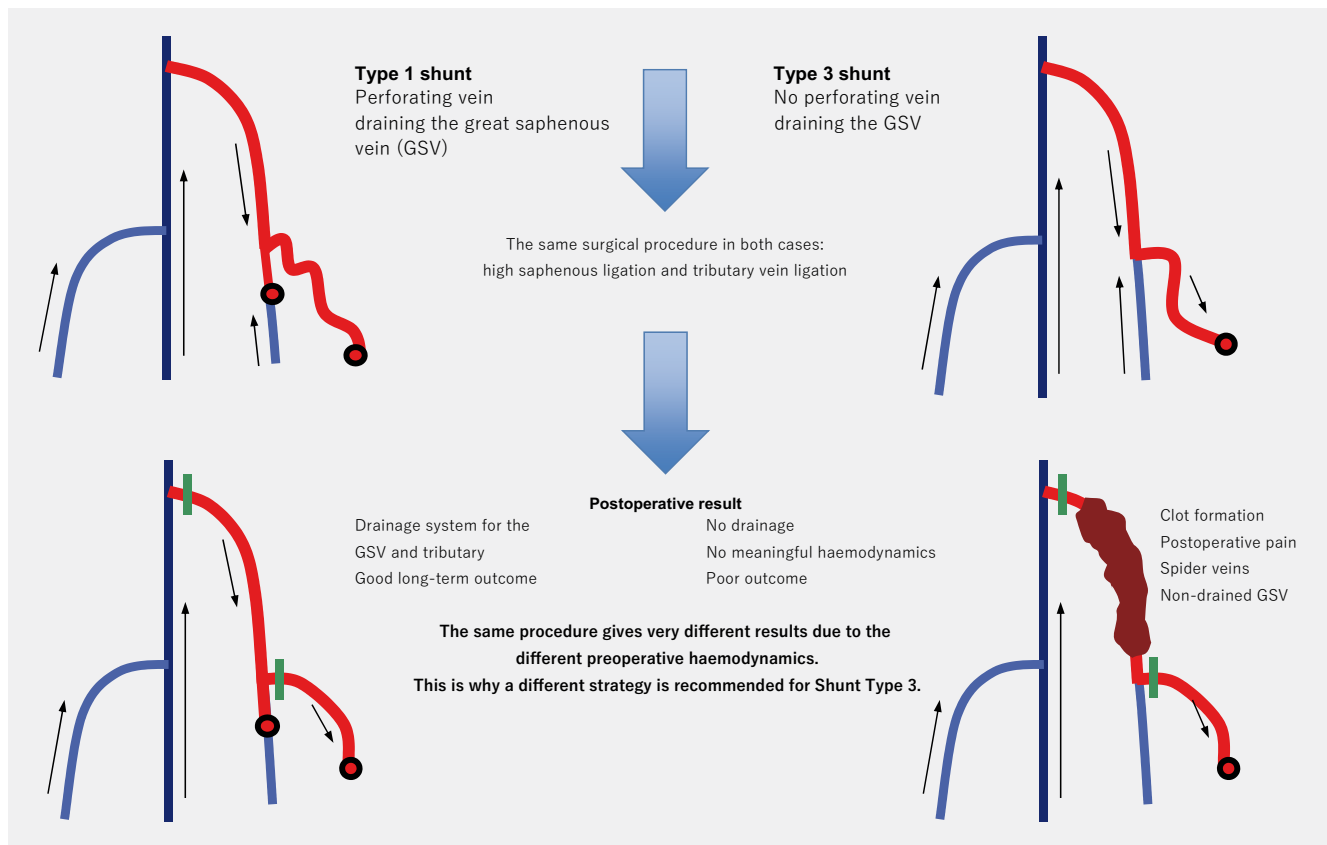 Type 1 shunt
Perforating vein
draining the great saphenous
vein (GSV)
Type 3 shunt
No perforating vein
draining the GSV
The same surgical procedure in both cases:
high saphenous ligation and tributary vein ligation
Postoperative result
Drainage system for the
GSV and tributary
Good long-term outcome
No drainage
No meaningful haemodynamics
Poor outcome
Clot formation
Postoperative pain
Spider veins
Non-drained GSV
The same procedure gives very different results due to the
different preoperative haemodynamics.
This is why a different strategy is recommended for Shunt Type 3.